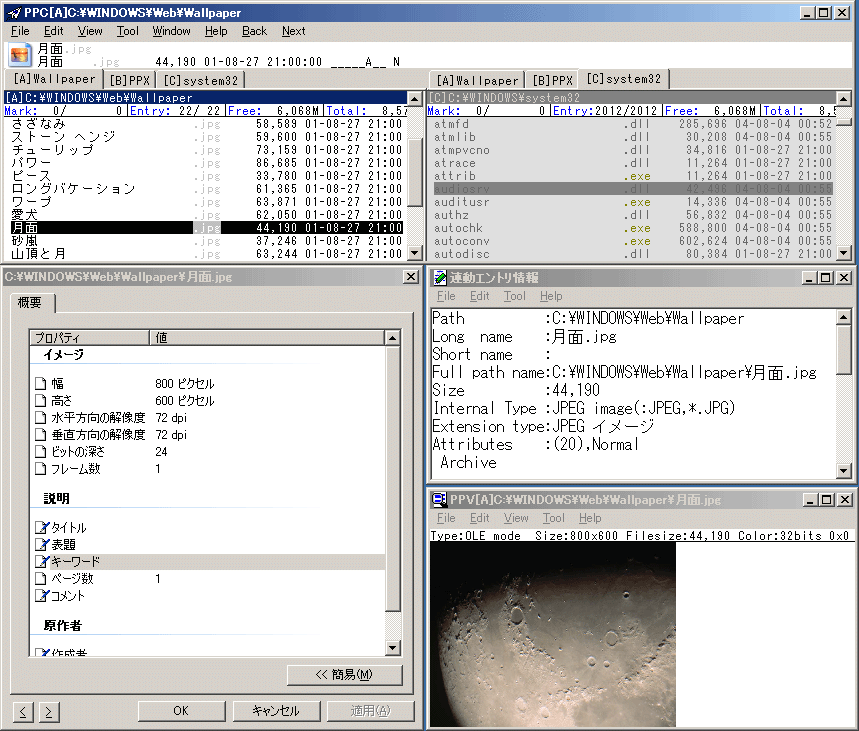 PPC[A]C:¥WINDOWS¥Web¥Wallpaper
File Edit View Tool Window Help Back Next
月面.jpg
月面 .jpg 44,190 01-08-27 21:00:00 _____A__ N
[A]Wallpaper [B]PPX [C]system32
[A]C:¥WINDOWS¥Web¥Wallpaper
Mark: 0/ 0 Entry: 22/ 22 Free: 6,068M Total: 8,57
さざなみ .jpg 58,589 01-08-27 21:00
ストーン ヘンジ .jpg 59,600 01-08-27 21:00
チューリップ .jpg 73,159 01-08-27 21:00
パワー .jpg 86,685 01-08-27 21:00
ピース .jpg 33,780 01-08-27 21:00
ロングバケーション .jpg 61,365 01-08-27 21:00
ワープ .jpg 63,871 01-08-27 21:00
愛犬 .jpg 62,050 01-08-27 21:00
月面 .jpg 44,190 01-08-27 21:00
砂嵐 .jpg 37,246 01-08-27 21:00
山頂と月 .jpg 63,244 01-08-27 21:00
[A]Wallpaper [B]PPX [C]system32
[C]C:¥WINDOWS¥system32
Mark: 0/ 0 Entry:2012/2012 Free: 6,068M Total: 8,5
atmfd .dll 285,696 04-08-04 00:52
atmlib .dll 30,208 04-08-04 00:55
atmpvcno .dll 34,816 01-08-27 21:00
atrace .dll 11,264 01-08-27 21:00
attrib .exe 11,264 01-08-27 21:00
audiosrv .dll 42,496 04-08-04 00:55
auditusr .exe 14,336 04-08-04 00:55
authz .dll 56,832 04-08-04 00:55
autochk .exe 588,800 04-08-04 00:55
autoconv .exe 602,624 04-08-04 00:55
autodisc .dll 80,384 04-08-04 00:55
C:¥WINDOWS¥Web¥Wallpaper¥月面.jpg
概要
プロパティ 値
イメージ
幅 800 ピクセル
高さ 600 ピクセル
水平方向の解像度 72 dpi
垂直方向の解像度 72 dpi
ビットの深さ 24
フレーム数 1
説明
タイトル
表題
キーワード
ページ数 1
コメント
原作者
作成者
<< 簡易(M)
< > OK キャンセル 適用(A)
連動エントリ情報
File Edit Tool Help
Path :C:¥WINDOWS¥Web¥Wallpaper
Long name :月面.jpg
Short name :
Full path name:C:¥WINDOWS¥Web¥Wallpaper¥月面.jpg
Size :44,190
Internal Type :JPEG image(:JPEG,*.JPG)
Extension type:JPEG イメージ
Attributes :(20),Normal
Archive
PPV[A]C:¥WINDOWS¥Web¥Wallpaper¥月面.jpg
File Edit View Tool Help
Type:OLE mode Size:800x600 Filesize:44,190 Color:32bits 0x0